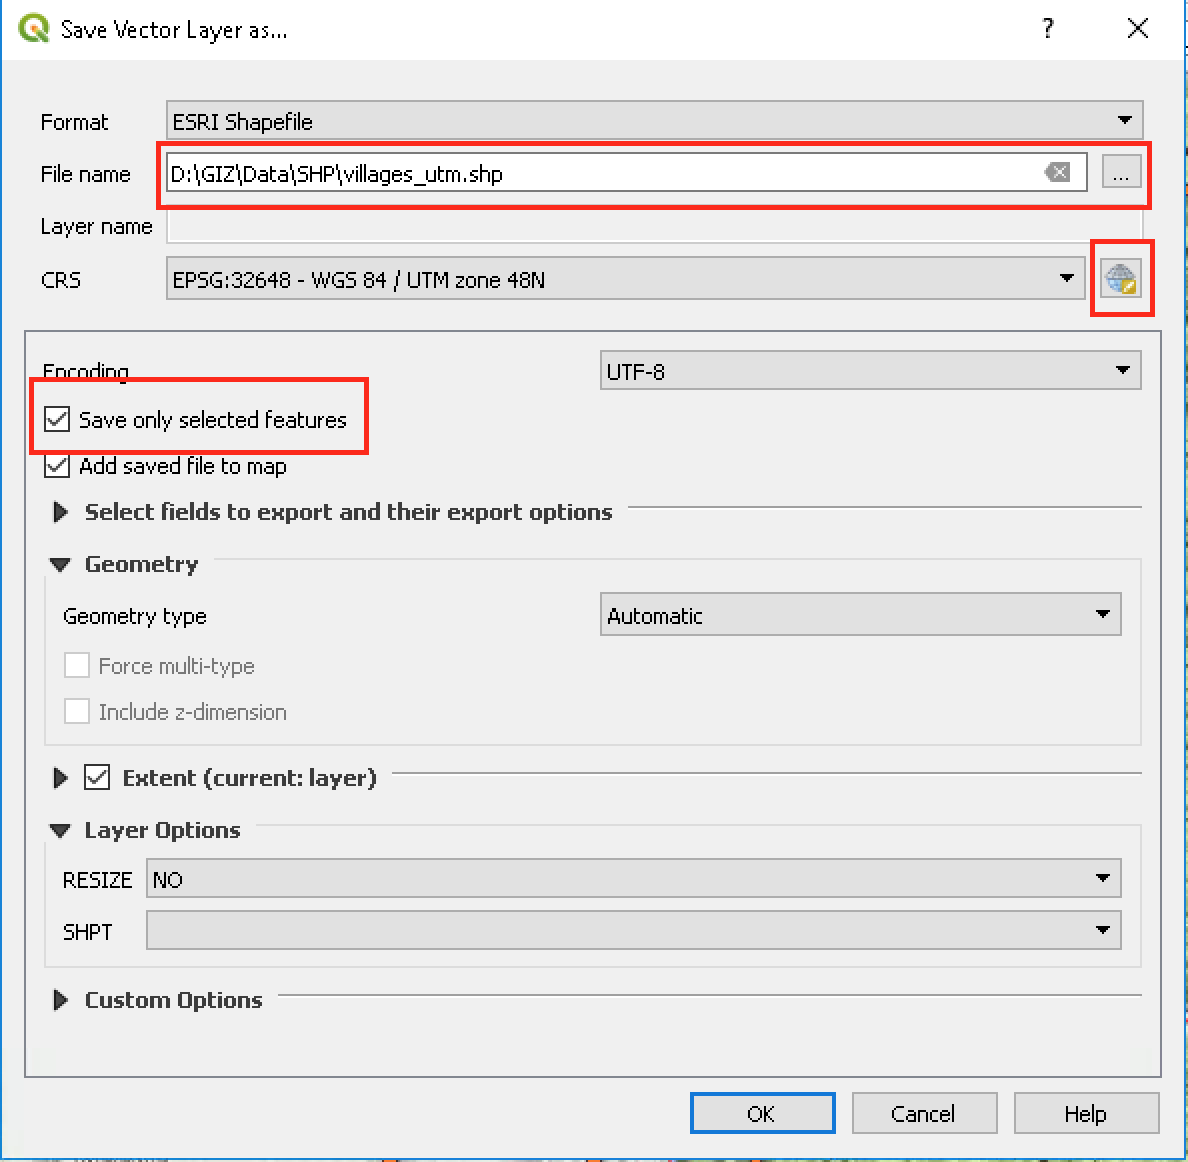 Save Vector Layer as...
?
Format
ESRI Shapefile
File name
D:\GIZ\Data\SHP\villages_utm.shp
...
Layer name
CRS
EPSG:32648 - WGS 84 / UTM zone 48N
Encoding
UTF-8
Save only selected features
Add saved file to map
Select fields to export and their export options
Geometry
Geometry type
Automatic
Force multi-type
Include z-dimension
Extent (current: layer)
Layer Options
RESIZE
NO
SHPT
Custom Options
OK
Cancel
Help